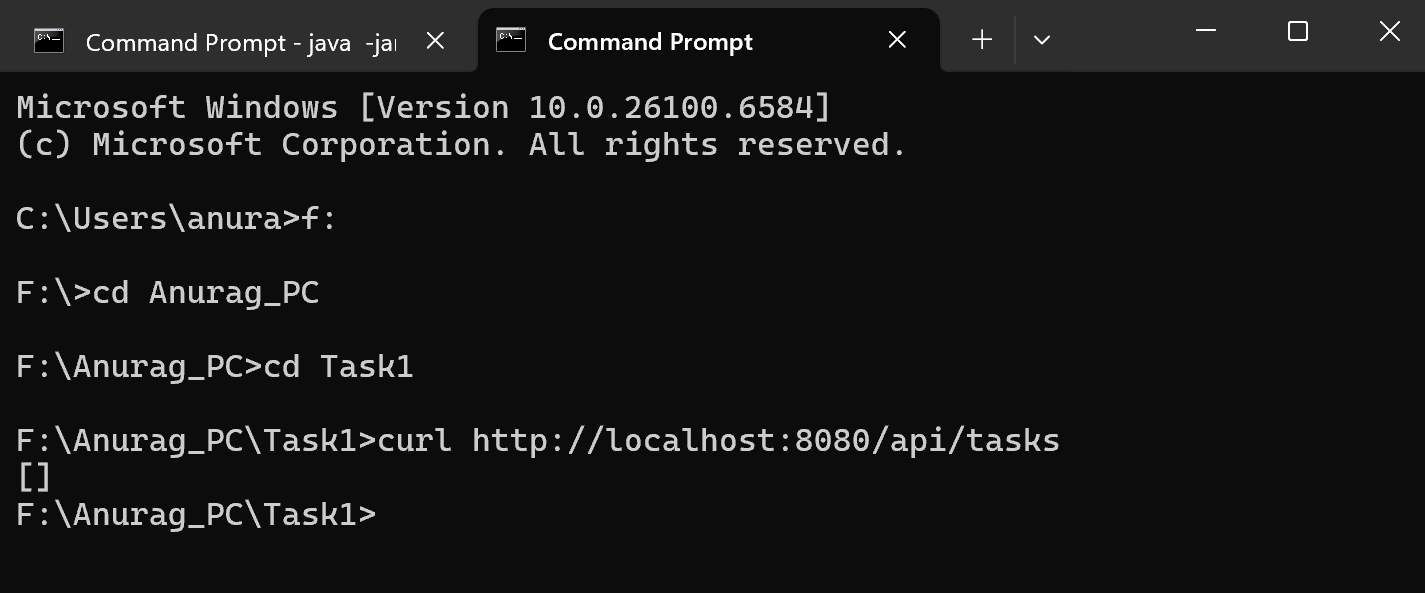 Command Prompt - java -jar
Command Prompt
Microsoft Windows [Version 10.0.26100.6584]
(c) Microsoft Corporation. All rights reserved.
C:\Users\anura>f:
F:\>cd Anurag_PC
F:\Anurag_PC>cd Task1
F:\Anurag_PC\Task1>curl http://localhost:8080/api/tasks
[]
F:\Anurag_PC\Task1>